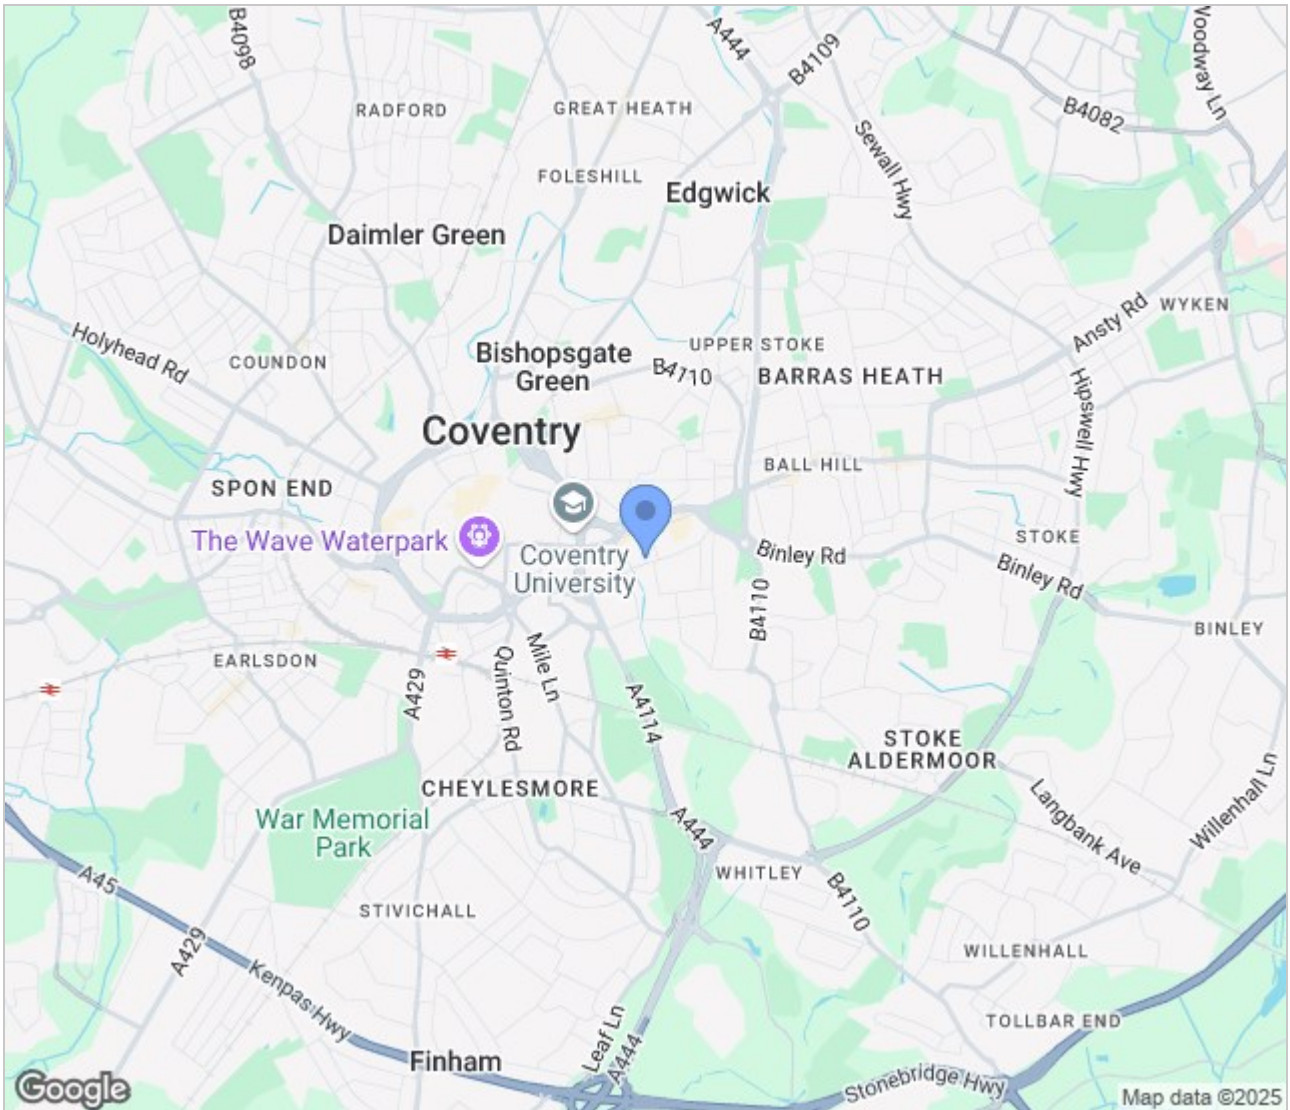 B4098
A444
B4109
Woodway Ln
RADFORD
GREAT HEATH
B4082
Sewall Hwy
FOLESHILL
Edgwick
Daimler Green
Ansty Rd
WYKEN
Holyhead Rd
COUNDON
Bishopsgate
Green
UPPER STOKE
B4110
BARRAS HEATH
Hipswell Hwy
Coventry
BALL HILL
SPON END
The Wave Waterpark
Coventry
University
Binley Rd
STOKE
Binley Rd
B4110
BINLEY
EARLSDON
Mile Ln
Quinton Rd
A429
A4114
STOKE
ALDERMOOR
CHEYLESMORE
Langbank Ave
Willenhall Ln
War Memorial
Park
A444
WHITLEY
A45
B4110
STIVICHALL
A429
WILLENHALL
Kenpas Hwy
TOLLBAR END
Leaf Ln
Finham
A444
Stonebridge Hwy
Google
Map data ©2025